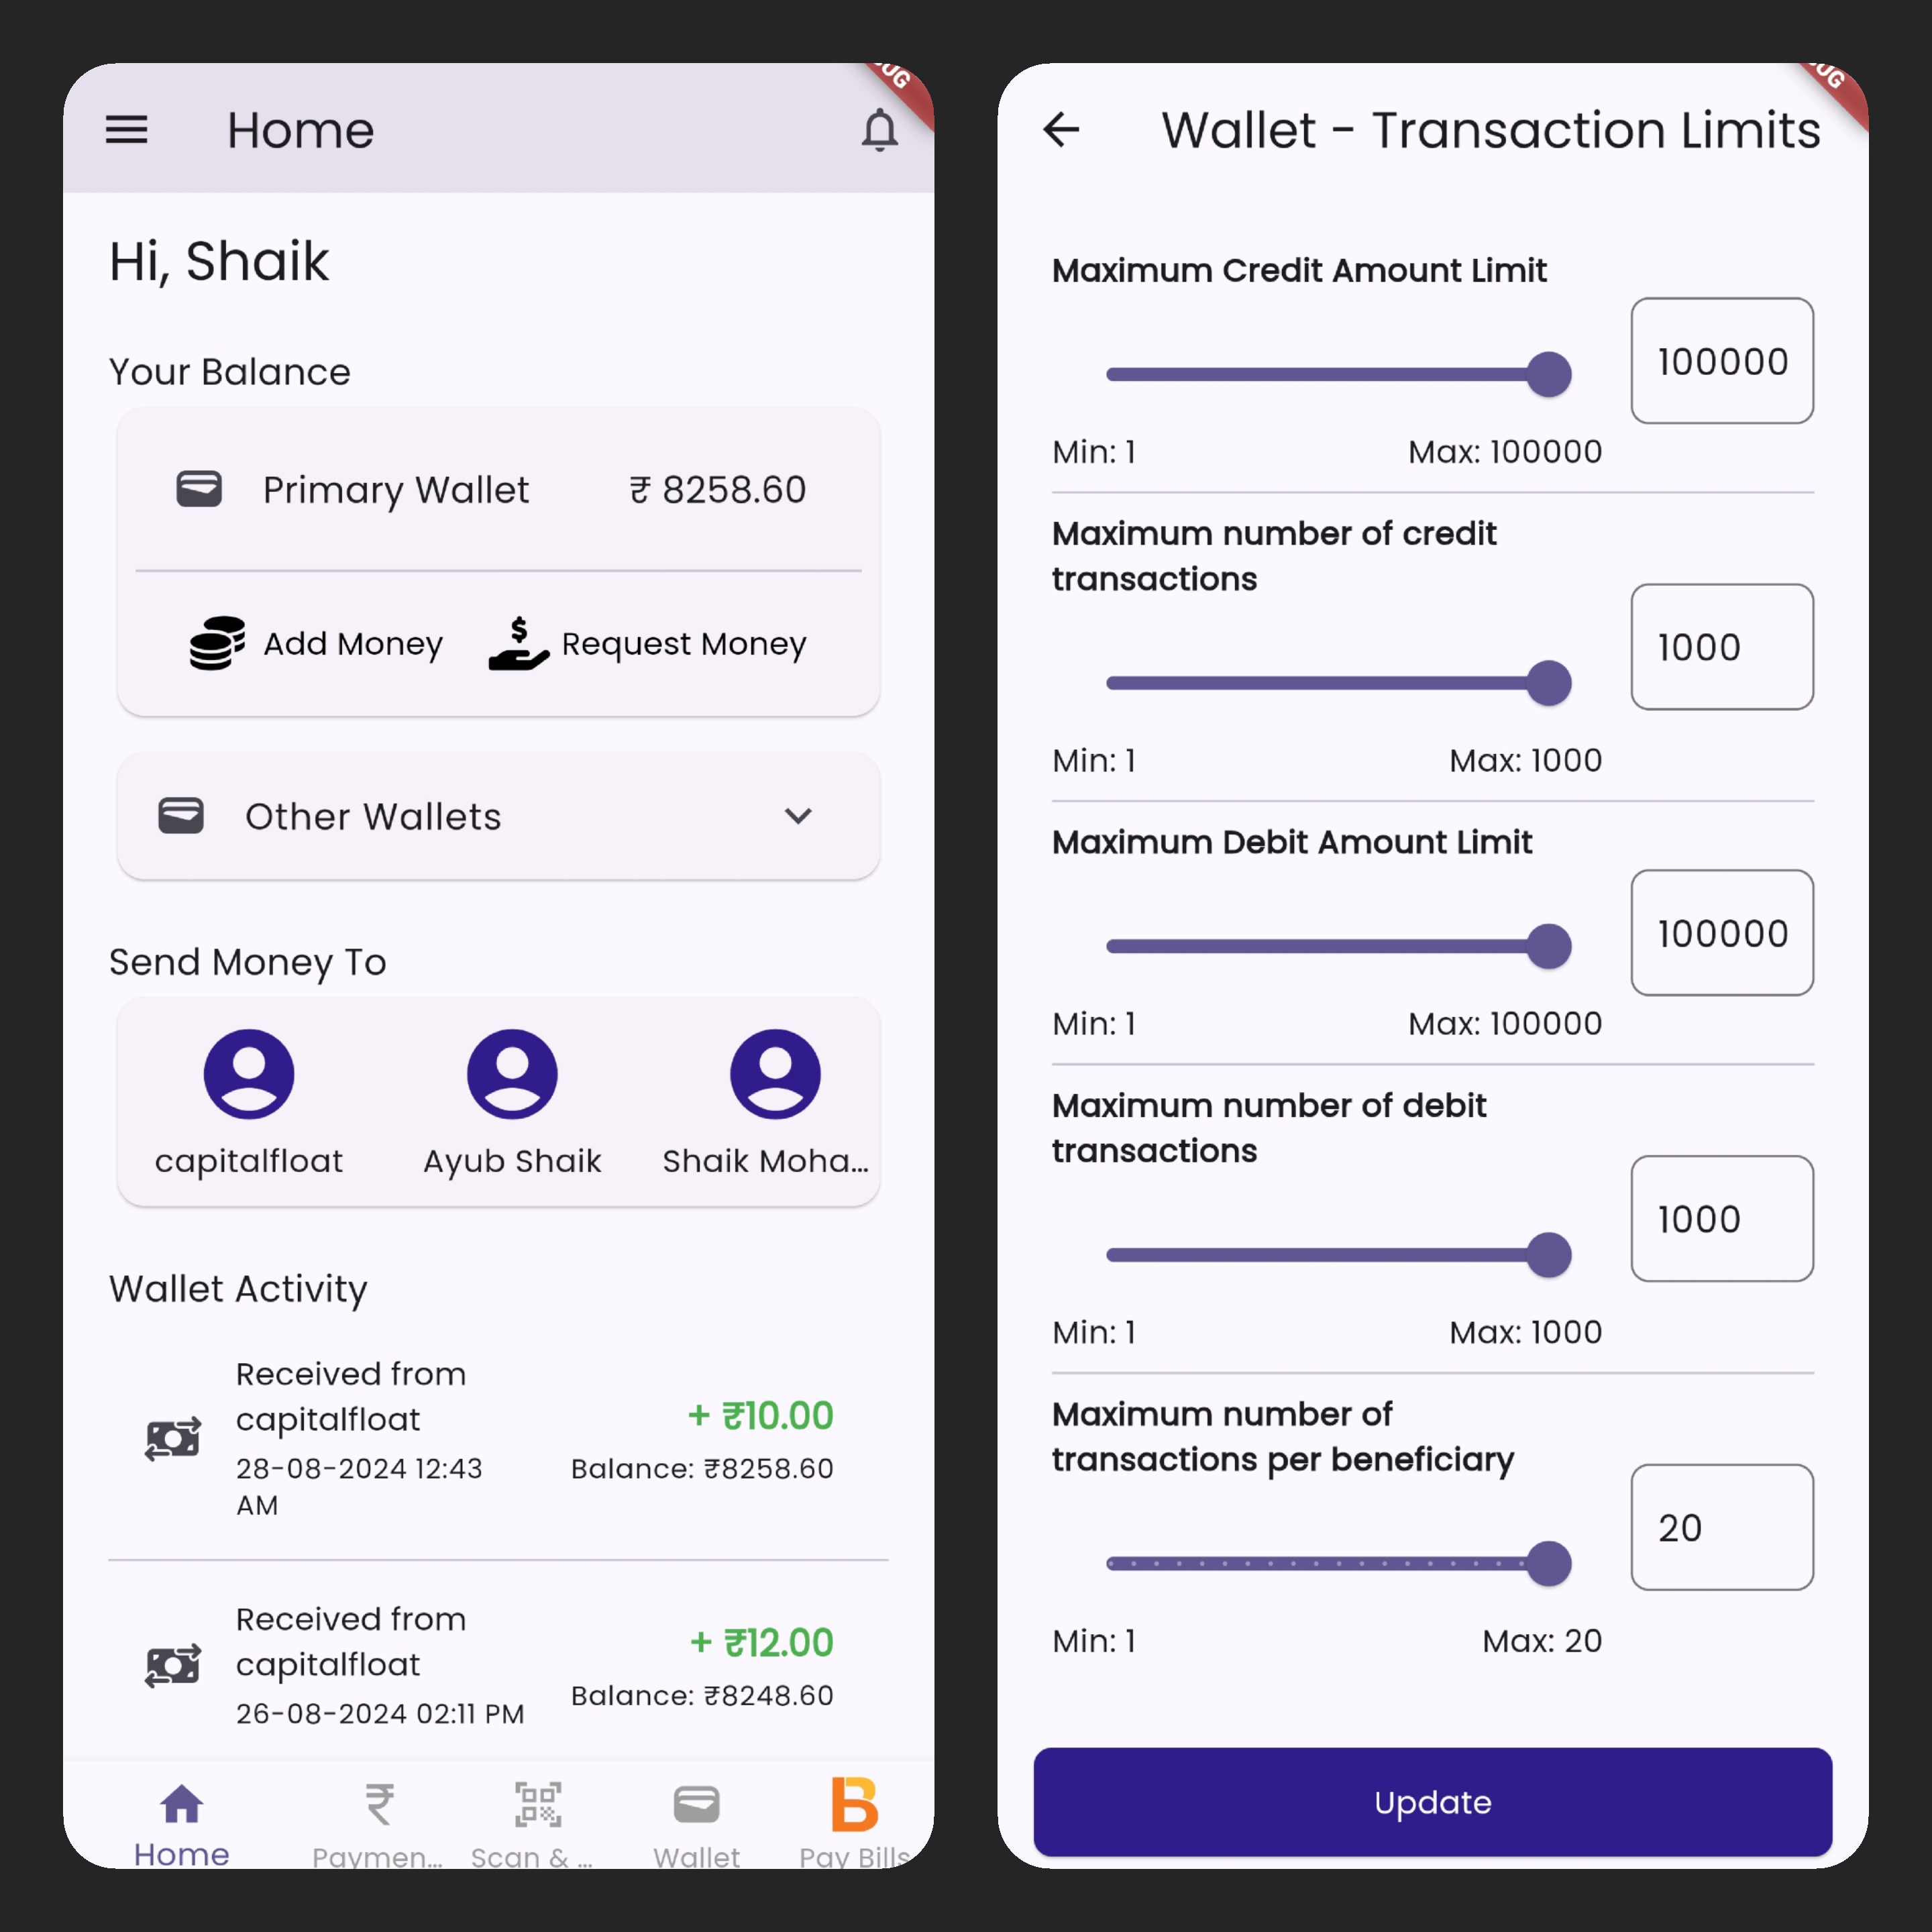 Home
UG
Hi, Shaik
Your Balance
Primary Wallet ₹ 8258.60
Add Money Request Money
Other Wallets
Send Money To
capitalfloat Ayub Shaik Shaik Moha...
Wallet Activity
Received from
capitalfloat
+ ₹10.00
28-08-2024 12:43
AM
Balance: ₹8258.60
Received from
capitalfloat
+ ₹12.00
26-08-2024 02:11 PM
Balance: ₹8248.60
Home Paymen... Scan & ... Wallet Pay Bills
Wallet - Transaction Limits
UG
Maximum Credit Amount Limit
100000
Min: 1 Max: 100000
Maximum number of credit
transactions
1000
Min: 1 Max: 1000
Maximum Debit Amount Limit
100000
Min: 1 Max: 100000
Maximum number of debit
transactions
1000
Min: 1 Max: 1000
Maximum number of
transactions per beneficiary
20
Min: 1 Max: 20
Update